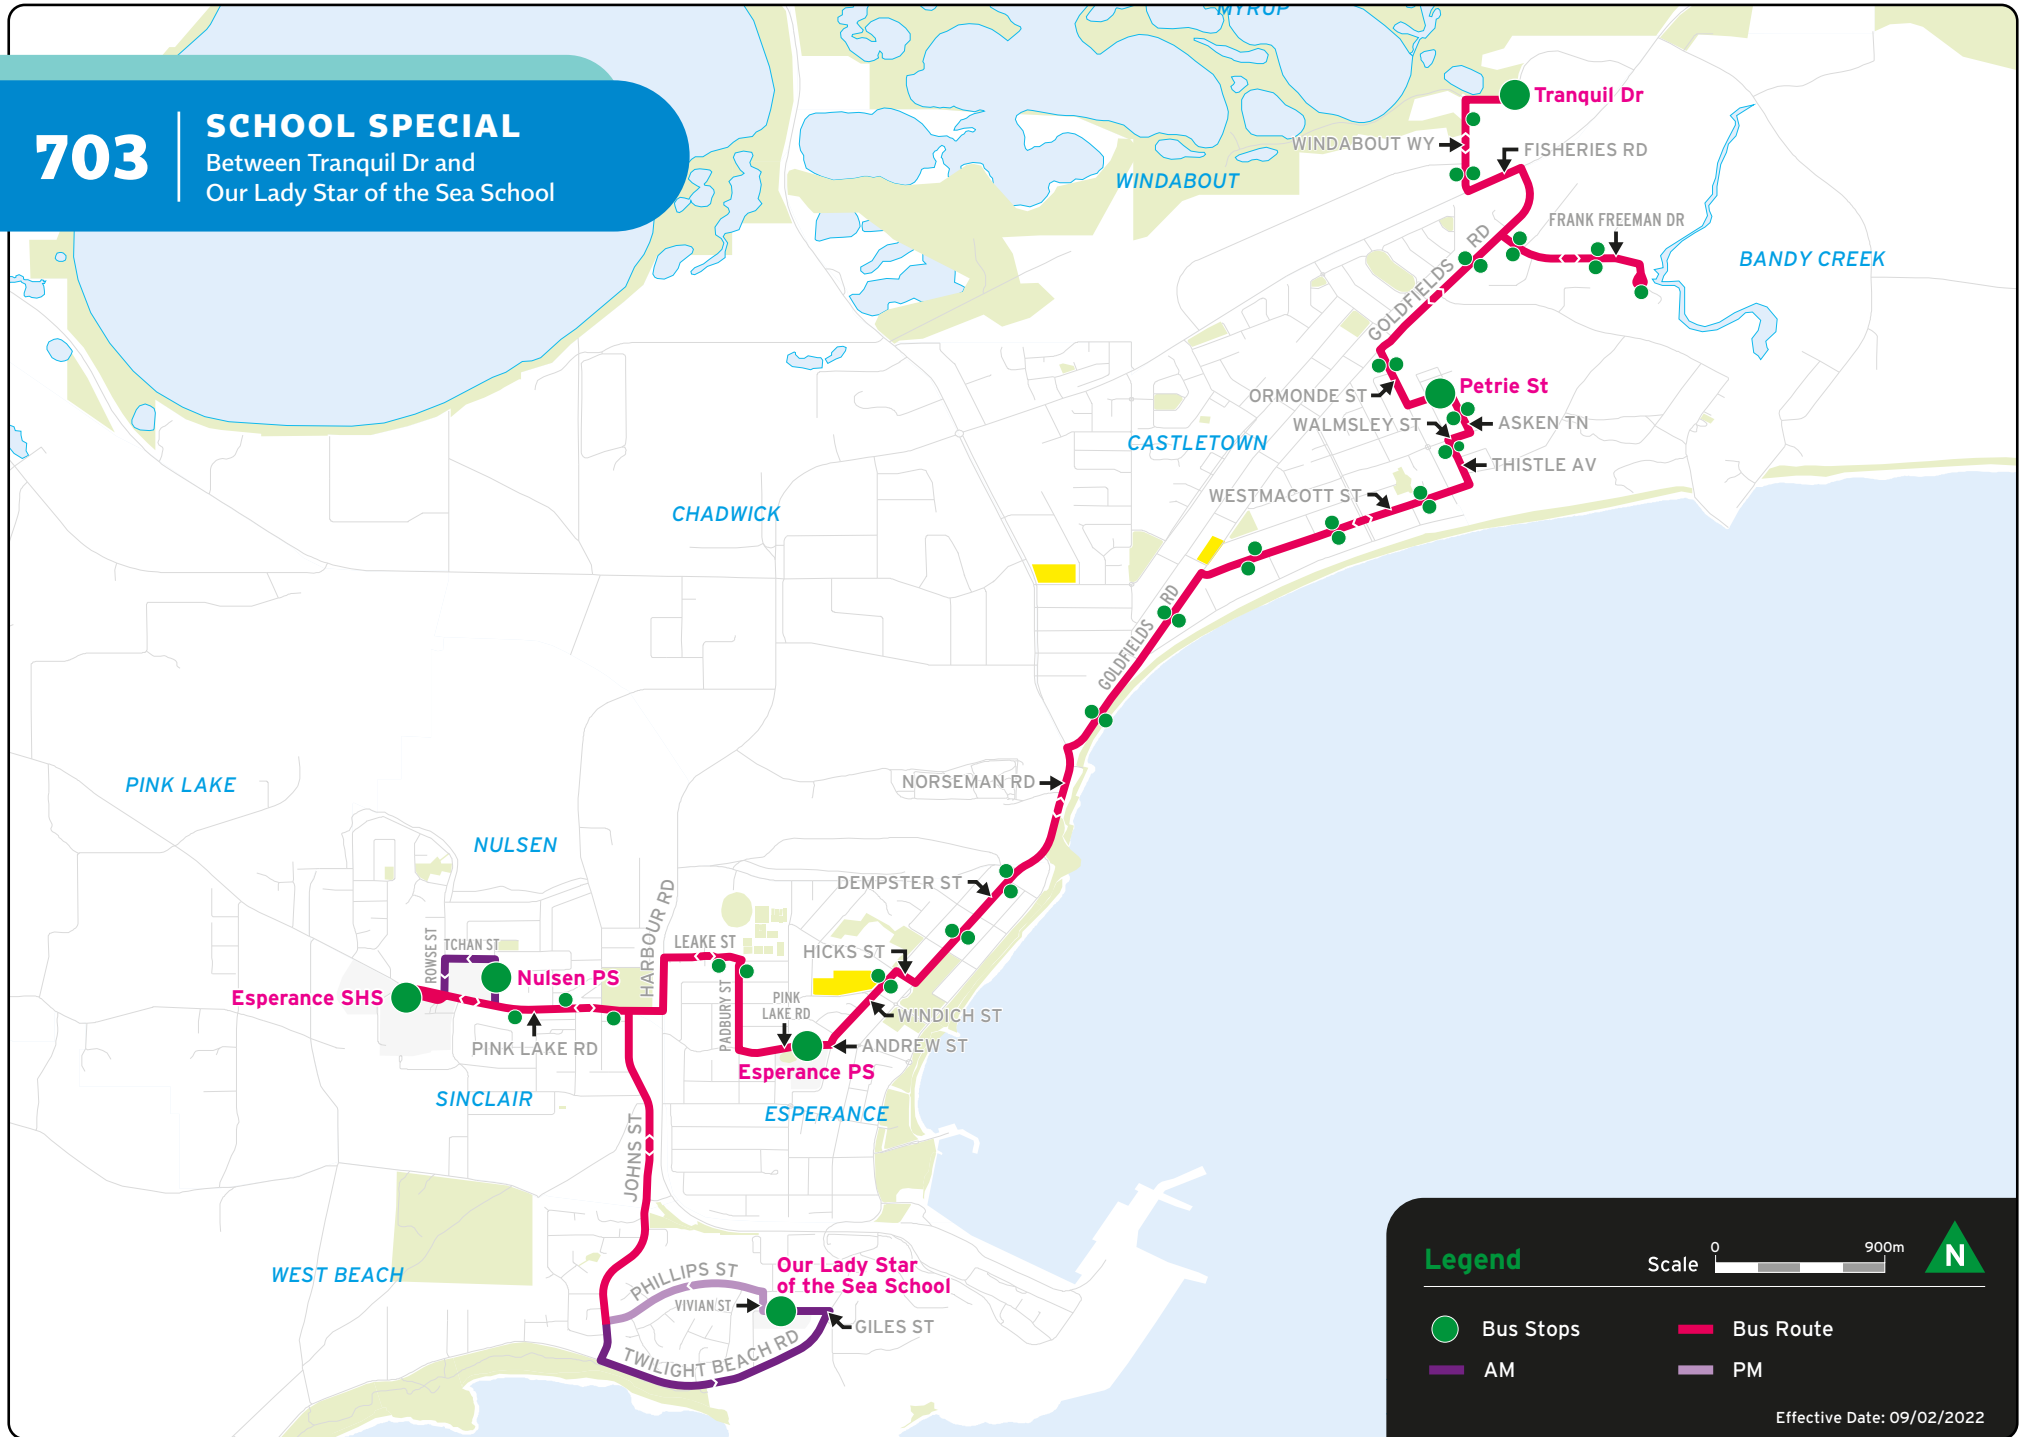 MYRUP
703
SCHOOL SPECIAL
Between Tranquil Dr and
Our Lady Star of the Sea School
Tranquil Dr
WINDABOUT WY
FISHERIES RD
WINDABOUT
FRANK FREEMAN DR
GOLDFIELDS RD
BANDY CREEK
Petrie St
ORMONDE ST
WALMSLEY ST
ASKEN TN
CASTLETOWN
THISTLE AV
WESTMACOTT ST
CHADWICK
GOLDFIELDS RD
NORSEMAN RD
PINK LAKE
NULSEN
DEMPSTER ST
HARBOUR RD
ROWSE ST
TCHAN ST
LEAKE ST
HICKS ST
Nulsen PS
Esperance SHS
PADBURY ST
PINK
LAKE RD
WINDICH ST
PINK LAKE RD
ANDREW ST
Esperance PS
SINCLAIR
ESPERANCE
JOHNS ST
WEST BEACH
PHILLIPS ST
Our Lady Star
of the Sea School
VIVIAN ST
GILES ST
TWILIGHT BEACH RD
Legend
Scale
0
900m
N
Bus Stops
Bus Route
AM
PM
Effective Date: 09/02/2022